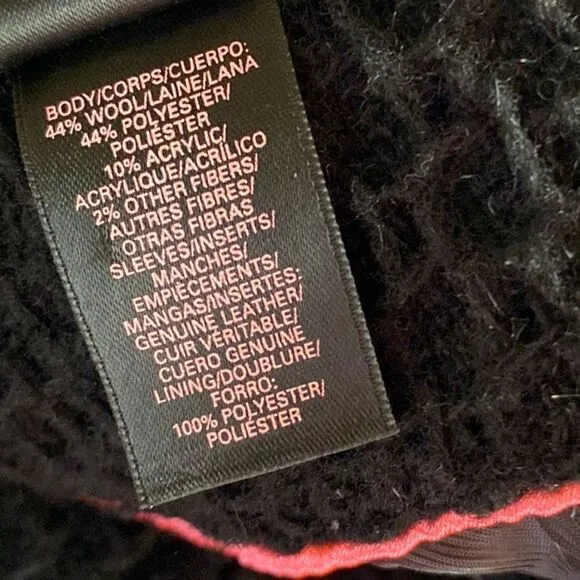 BODY/CORPS/CUERPO:
44% WOOL/LAINE/LANA
44% POLYESTER/
POLIÉSTER
10% ACRYLIC/
ACRYLIQUE/ACRÍLICO
2% OTHER FIBERS/
AUTRES FIBRES/
OTRAS FIBRAS
SLEEVES/INSERTS/
MANCHES/
EMPIÈCEMENTS/
MANGAS/INSERTES:
GENUINE LEATHER/
CUIR VÉRITABLE/
CUERO GENUINE
LINING/DOUBLURE/
FORRO:
100% POLYESTER/
POLIÉSTER